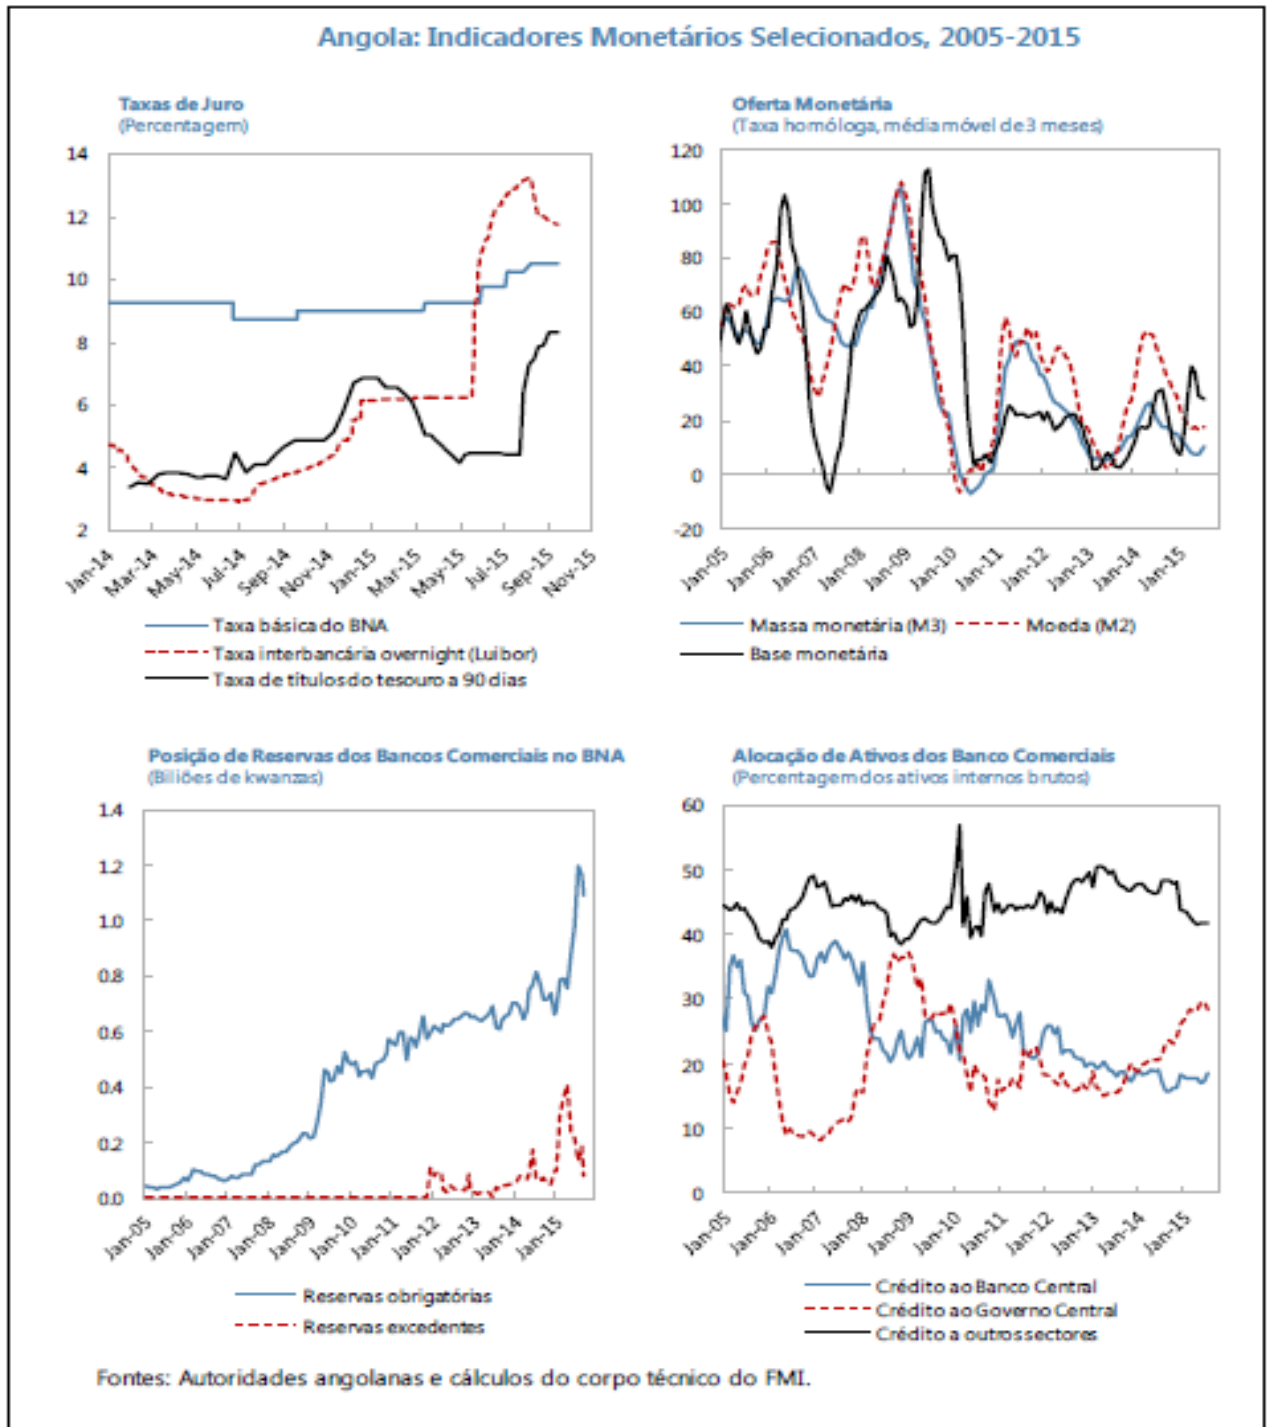 Angola: Indicadores Monetários Selecionados, 2005-2015
Taxas de Juro
(Percentagem)
14
12
10
8
6
4
2
Jan-14
Mar-14
May-14
Jul-14
Sep-14
Nov-14
Jan-15
Mar-15
May-15
Jul-15
Sep-15
Nov-15
Taxa básica do BNA
Taxa interbancária overnight (Luibor)
Taxa de títulos do tesouro a 90 dias
Oferta Monetária
(Taxa homóloga, média móvel de 3 meses)
120
100
80
60
40
20
0
-20
Jan-05
Jan-06
Jan-07
Jan-08
Jan-09
Jan-10
Jan-11
Jan-12
Jan-13
Jan-14
Jan-15
Massa monetária (M3)
Moeda (M2)
Base monetária
Posição de Reservas dos Bancos Comerciais no BNA
(Biliões de kwanzas)
1.4
1.2
1.0
0.8
0.6
0.4
0.2
0.0
Jan-05
Jan-06
Jan-07
Jan-08
Jan-09
Jan-10
Jan-11
Jan-12
Jan-13
Jan-14
Jan-15
Reservas obrigatórias
Reservas excedentes
Alocação de Ativos dos Banco Comerciais
(Percentagem dos ativos internos brutos)
60
50
40
30
20
10
0
Jan-05
Jan-06
Jan-07
Jan-08
Jan-09
Jan-10
Jan-11
Jan-12
Jan-13
Jan-14
Jan-15
Crédito ao Banco Central
Crédito ao Governo Central
Crédito a outros sectores
Fontes: Autoridades angolanas e cálculos do corpo técnico do FMI.